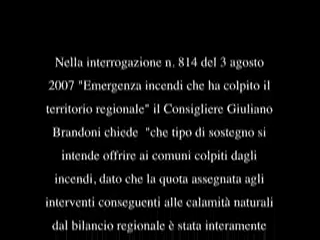 Nella interrogazione n. 814 del 3 agosto
2007 "Emergenza incendi che ha colpito il
territorio regionale" il Consigliere Giuliano
Brandoni chiede  "che tipo di sostegno si
intende offrire ai comuni colpiti dagli
incendi, dato che la quota assegnata agli
interventi conseguenti alle calamità naturali
dal bilancio regionale è stata interamente